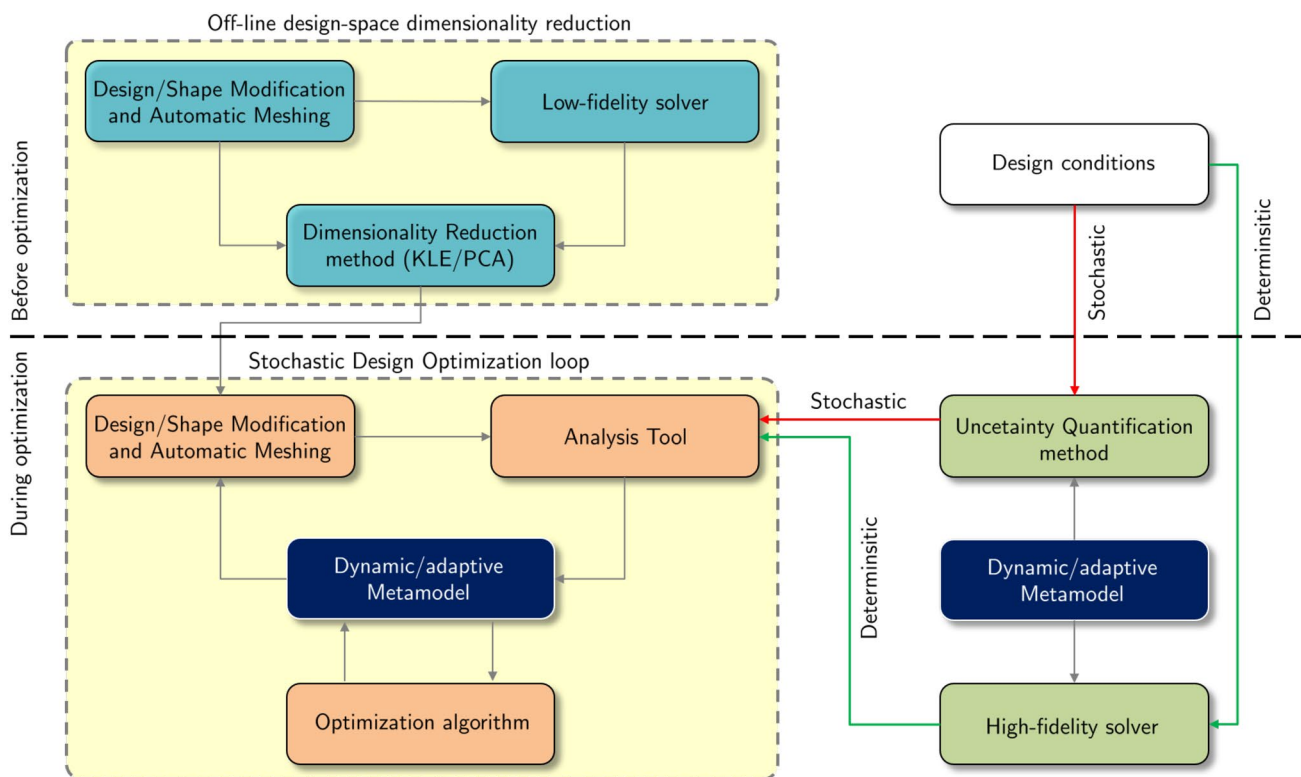 Off-line design-space dimensionality reduction
Design/Shape Modification
and Automatic Meshing
Low-fidelity solver
Dimensionality Reduction
method (KLE/PCA)
Before optimization
Design conditions
Stochastic
Determinsitic
Stochastic Design Optimization loop
During optimization
Design/Shape Modification
and Automatic Meshing
Analysis Tool
Stochastic
Uncetainty Quantification
method
Dynamic/adaptive
Metamodel
Determinsitic
Dynamic/adaptive
Metamodel
Optimization algorithm
High-fidelity solver